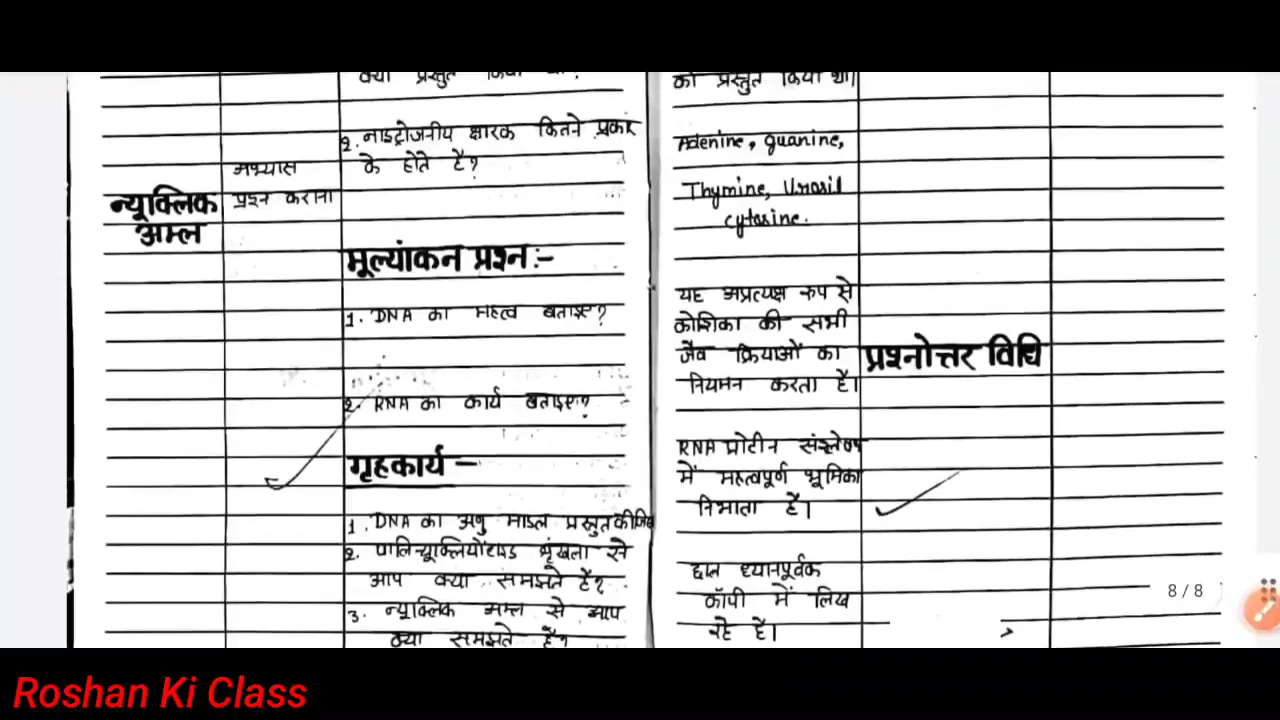 क्या प्रस्तुत किया था?
2. नाइट्रोजनीय क्षारक कितने प्रकार
के होते है?
अभ्यास
प्रश्न कराना
न्यूक्लिक
अम्ल
मूल्यांकन प्रश्न:-
1. DNA का महत्व बताइए?
2. RNA का कार्य बताइए?
गृहकार्य -
1. DNA का अणु माडल प्रस्तुत कीजिए
2. पालिन्यूक्लियोटाइड श्रृंखला से
आप क्या समझते है?
3. न्यूक्लिक अम्ल से आप
क्या समझते है?
को प्रस्तुत किया था।
Adenine, guanine,
Thymine, Urasil
cytosine.
यह अप्रत्यक्ष रुप से
कोशिका की सभी
जैव क्रियाओं का
नियमन करता है।
प्रश्नोत्तर विधि
RNA प्रोटीन संश्लेषण
में महत्वपूर्ण भूमिका
निभाता है।
छात्र ध्यानपूर्वक
कॉपी में लिख
रहे है।
8/8
Roshan Ki Class